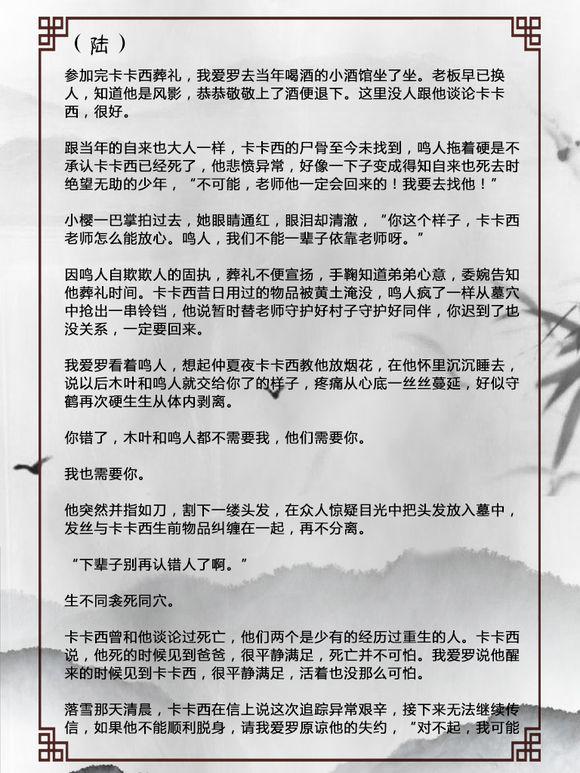 （陆）
参加完卡卡西葬礼，我爱罗去当年喝酒的小酒馆坐了坐。老板早已换
人，知道他是风影，恭恭敬敬上了酒便退下。这里没人跟他谈论卡卡
西，很好。
跟当年的自来也大人一样，卡卡西的尸骨至今未找到，鸣人拖着硬是不
承认卡卡西已经死了，他悲愤异常，好像一下子变成得知自来也死去时
绝望无助的少年，“不可能，老师他一定会回来的！我要去找他！”
小樱一巴掌拍过去，她眼睛通红，眼泪却清澈，“你这个样子，卡卡西
老师怎么能放心。鸣人，我们不能一辈子依靠老师呀。”
因鸣人自欺欺人的固执，葬礼不便宣扬，手鞠知道弟弟心意，委婉告知
他葬礼时间。卡卡西昔日用过的物品被黄土淹没，鸣人疯了一样从墓穴
中抢出一串铃铛，他说暂时替老师守护好村子守护好同伴，你迟到了也
没关系，一定要回来。
我爱罗看着鸣人，想起仲夏夜卡卡西教他放烟花，在他怀里沉沉睡去，
说以后木叶和鸣人就交给你了的样子，疼痛从心底一丝丝蔓延，好似守
鹤再次硬生生从体内剥离。
你错了，木叶和鸣人都不需要我，他们需要你。
我也需要你。
他突然并指如刀，割下一缕头发，在众人惊疑目光中把头发放入墓中，
发丝与卡卡西生前物品纠缠在一起，再不分离。
“下辈子别再认错人了啊。”
生不同衾死同穴。
卡卡西曾和他谈论过死亡，他们两个是少有的经历过重生的人。卡卡西
说，他死的时候见到爸爸，很平静满足，死亡并不可怕。我爱罗说他醒
来的时候见到卡卡西，很平静满足，活着也没那么可怕。
落雪那天清晨，卡卡西在信上说这次追踪异常艰辛，接下来无法继续传
信，如果他不能顺利脱身，请我爱罗原谅他的失约，“对不起，我可能